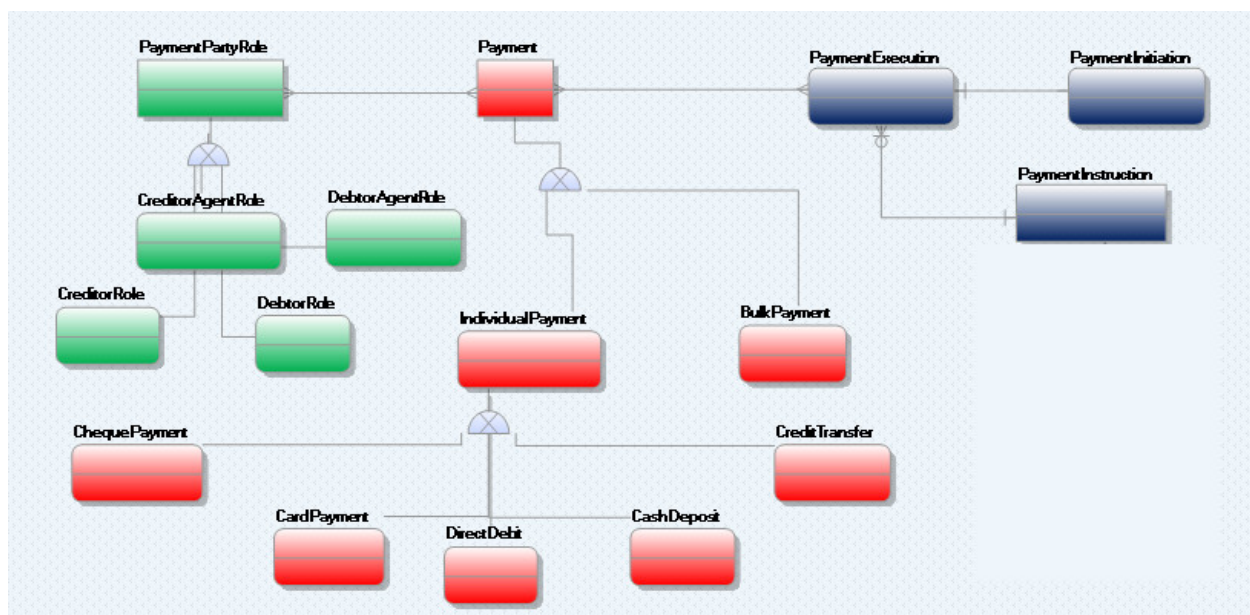 PaymentPartyRole
Payment
PaymentExecution
PaymentInitiation
PaymentInstruction
CreditorAgentRole
DebtorAgentRole
CreditorRole
DebtorRole
IndividualPayment
BulkPayment
ChequePayment
CreditTransfer
CardPayment
DirectDebit
CashDeposit